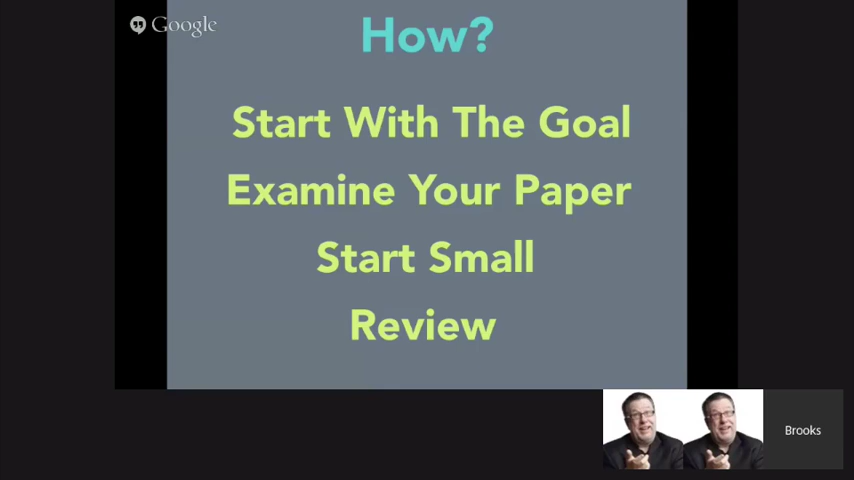 Google
How?
Start With The Goal
Examine Your Paper
Start Small
Review
Brooks